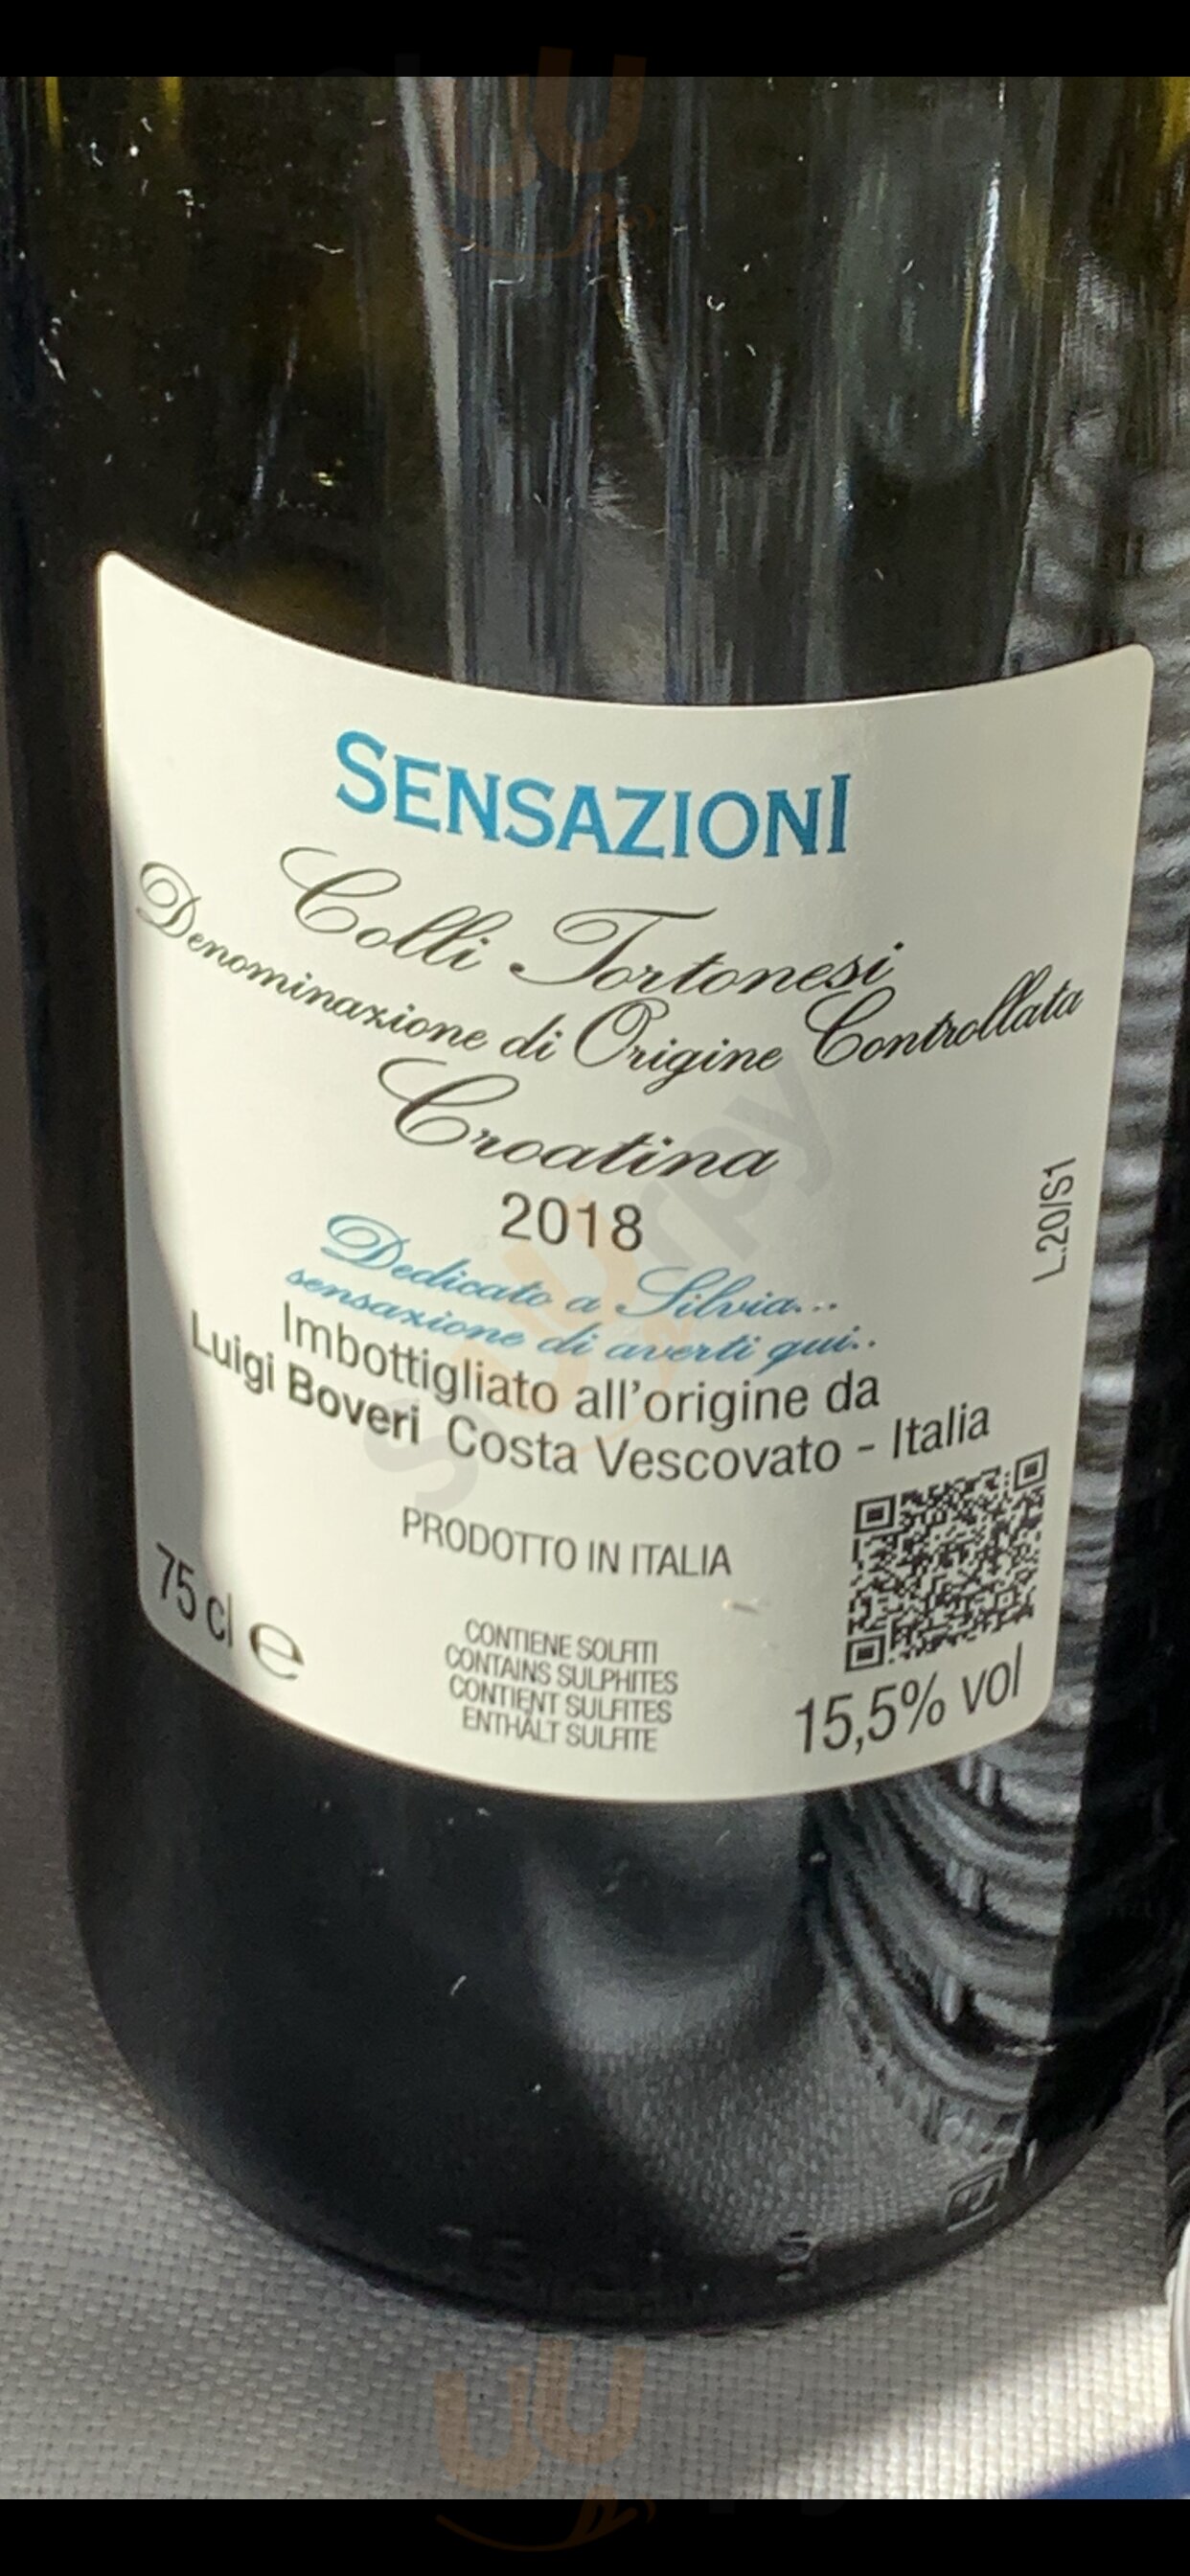 SENSAZIONI
Colli Tortonesi
Denominazione di Origine Controllata
Croatina
2018
Dedicato a Silvia...
sensazione di averti qui..
Imbottigliato all'origine da
Luigi Boveri Costa Vescovato - Italia
PRODOTTO IN ITALIA
75 cl e
CONTIENE SOLFITI
CONTAINS SULPHITES
CONTIENT SULFITES
ENTHÄLT SULFITE
15,5% vol
L.20/S1